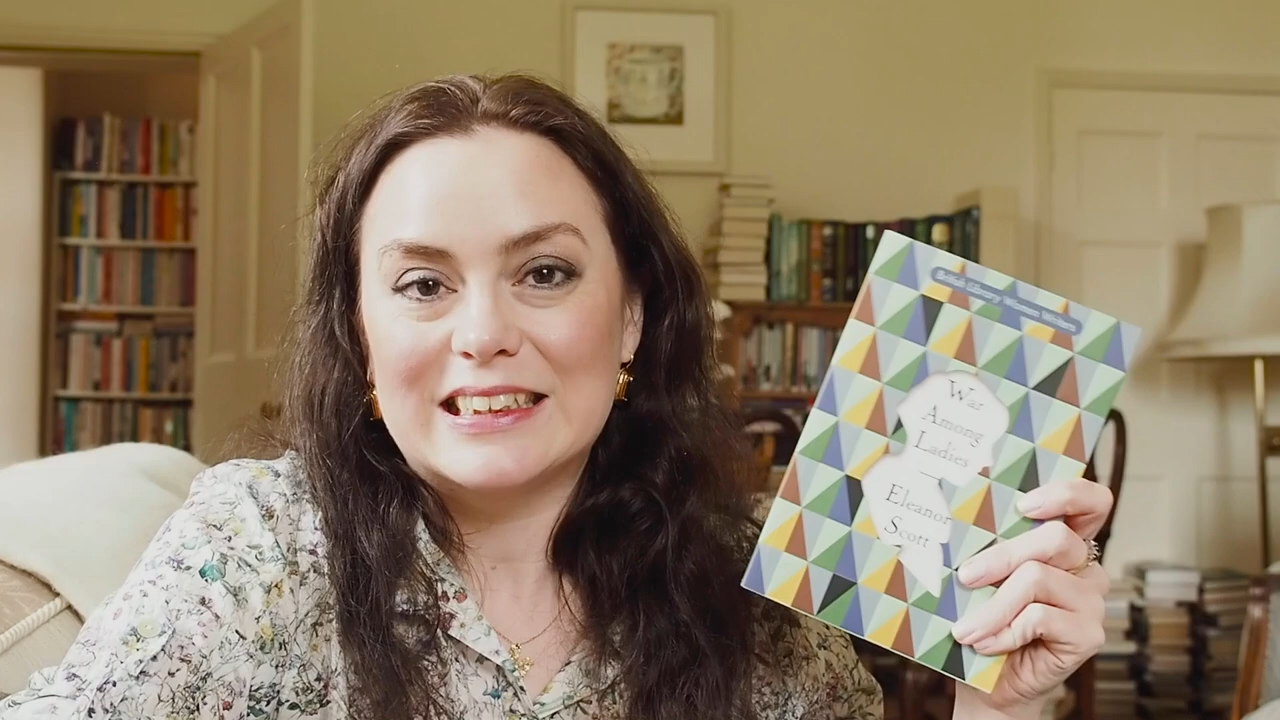 British Library Women Writers
War
Among
Ladies
Eleanor
Scott